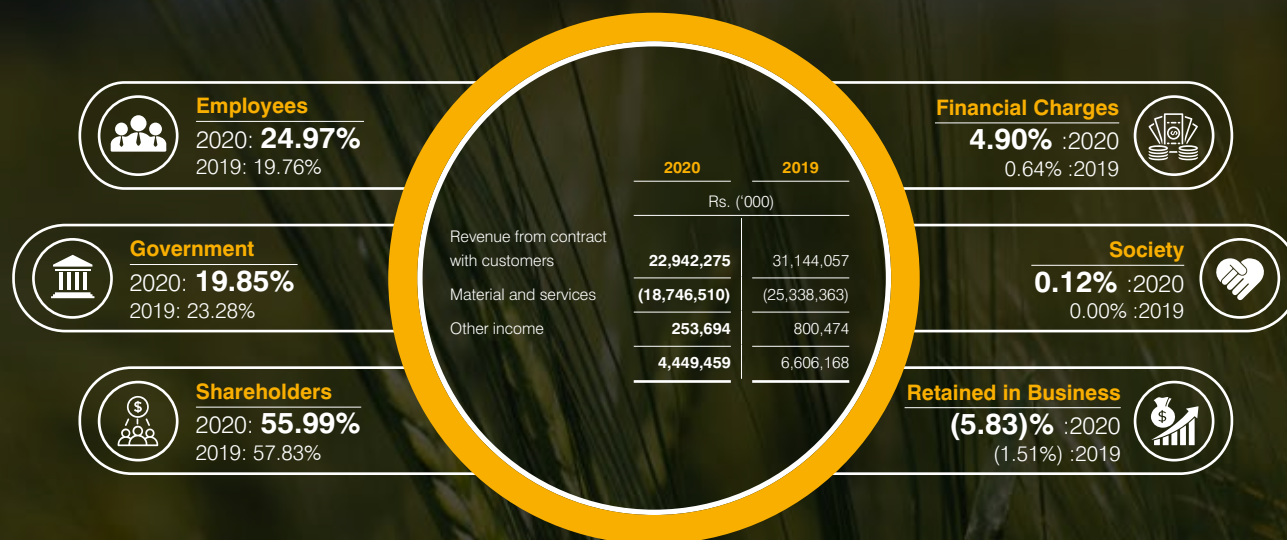 Employees
2020: 24.97%
2019: 19.76%
Government
2020: 19.85%
2019: 23.28%
Shareholders
2020: 55.99%
2019: 57.83%
2020 2019
Rs. (‘000)
Revenue from contract
with customers 22,942,275 31,144,057
Material and services (18,746,510) (25,338,363)
Other income 253,694 800,474
4,449,459 6,606,168
Financial Charges
4.90% :2020
0.64% :2019
Society
0.12% :2020
0.00% :2019
Retained in Business
(5.83)% :2020
(1.51%) :2019